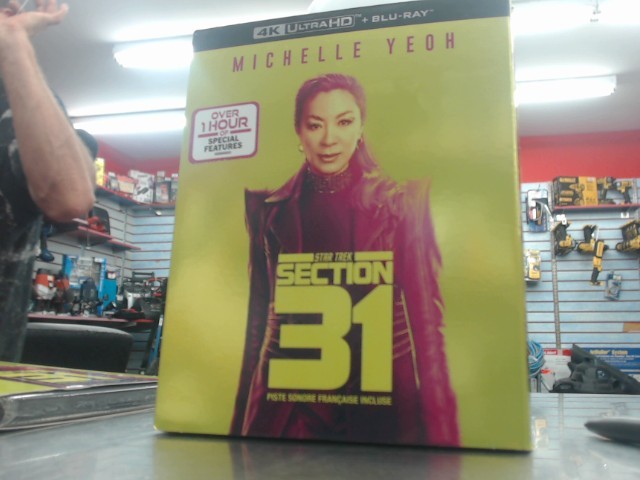 4K ULTRA HD + BLU-RAY
MICHELLE YEOH
OVER
1 HOUR
OF
SPECIAL
FEATURES
STAR TREK
SECTION
31
PISTE SONORE FRANÇAISE INCLUSE